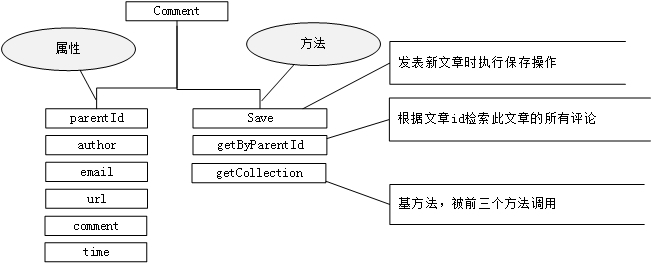 Comment
属性
方法
发表新文章时执行保存操作
parentId
Save
根据文章id检索此文章的所有评论
author
getByParentId
email
getCollection
url
基方法，被前三个方法调用
comment
time